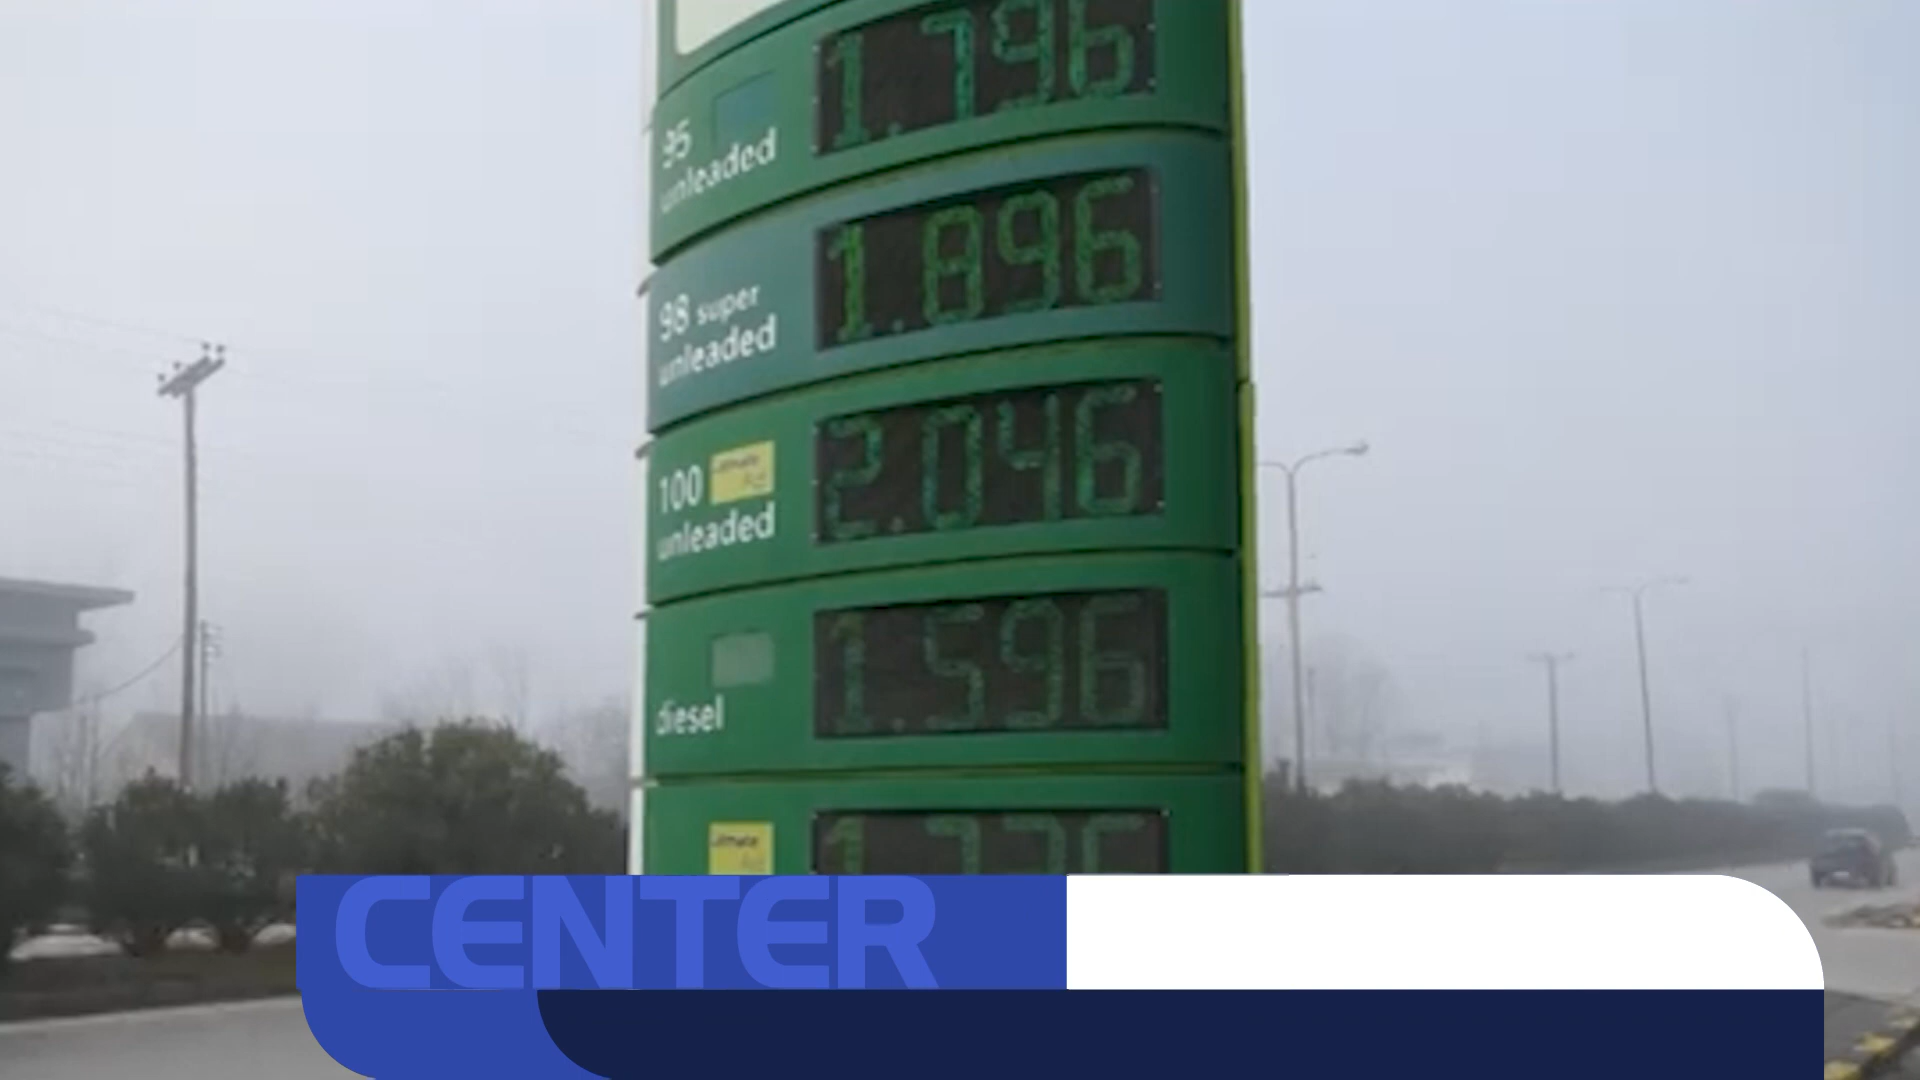 1.796
95
unleaded
1.896
98 super
unleaded
2.046
100
unleaded
1.596
diesel
CENTER